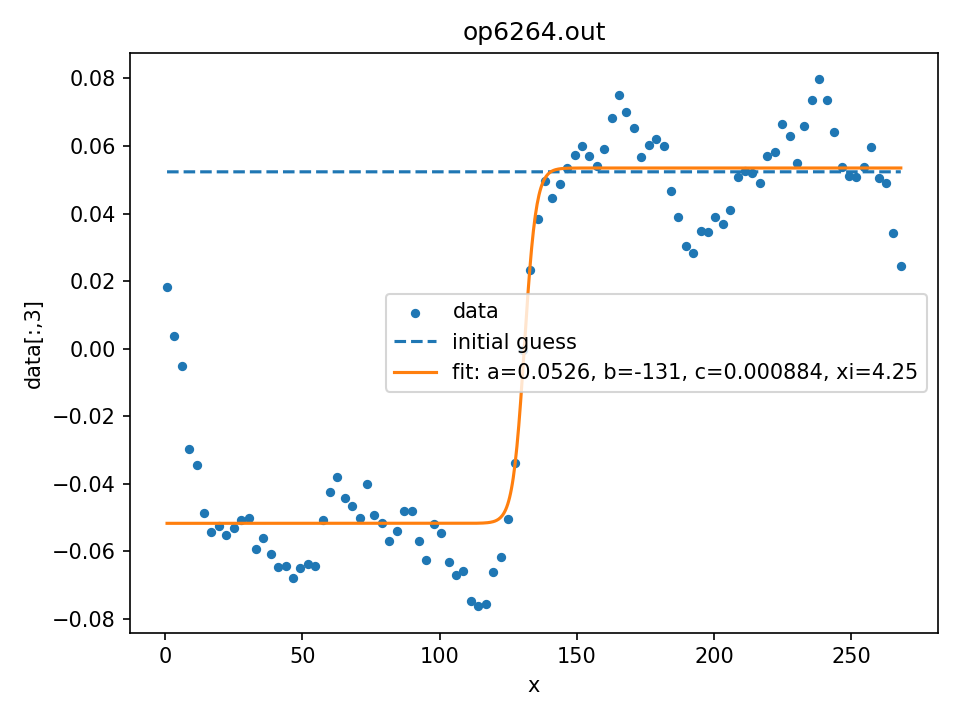 op6264.out
0.08
0.06
0.04
0.02
0.00
−0.02
−0.04
−0.06
−0.08
data[:,3]
data
initial guess
fit: a=0.0526, b=-131, c=0.000884, xi=4.25
0 50 100 150 200 250
x